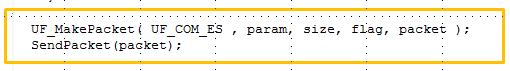 UF_MakePacket( UF_COM_ES , param, size, flag, packet );
SendPacket(packet);